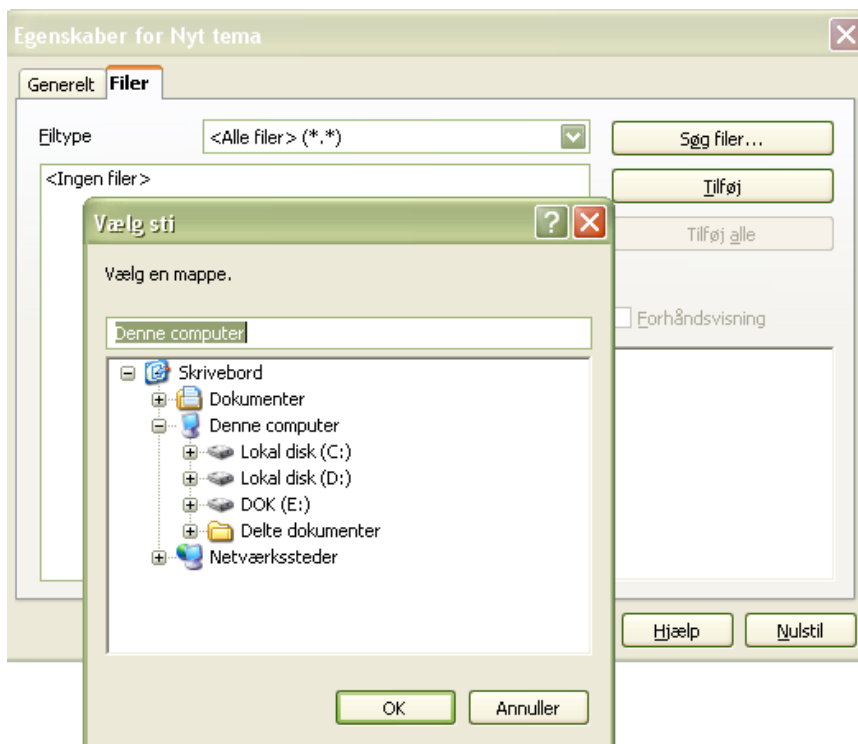 Egenskaber for Nyt tema
Generelt Filer
Filtype <Alle filer> (*.*) Søg filer...
<Ingen filer> Tilføj
Tilføj alle
Forhåndsvisning
Vælg sti
Vælg en mappe.
Denne computer
Skrivebord
Dokumenter
Denne computer
Lokal disk (C:)
Lokal disk (D:)
DOK (E:)
Delte dokumenter
Netværkssteder
OK Annuller
Hjælp Nulstil